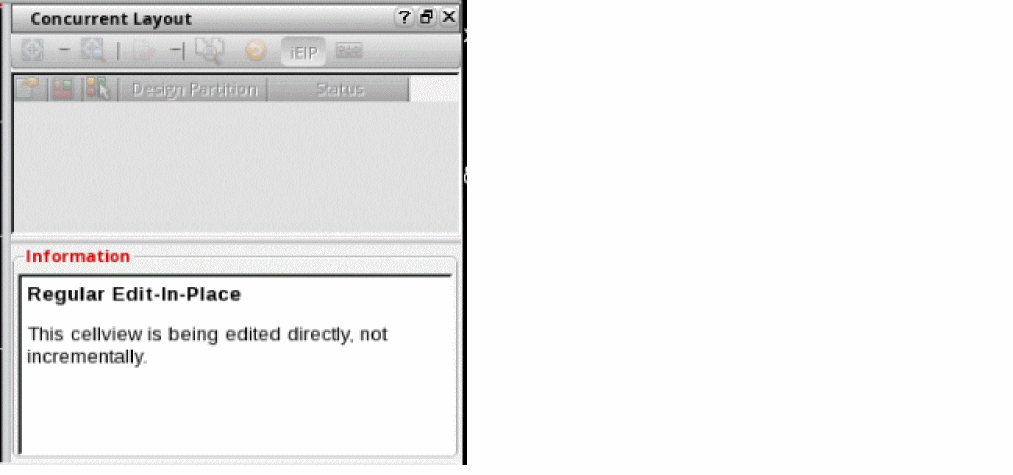 Concurrent Layout
iEIP
Design Partition Status
Information
Regular Edit-In-Place
This cellview is being edited directly, not
incrementally.